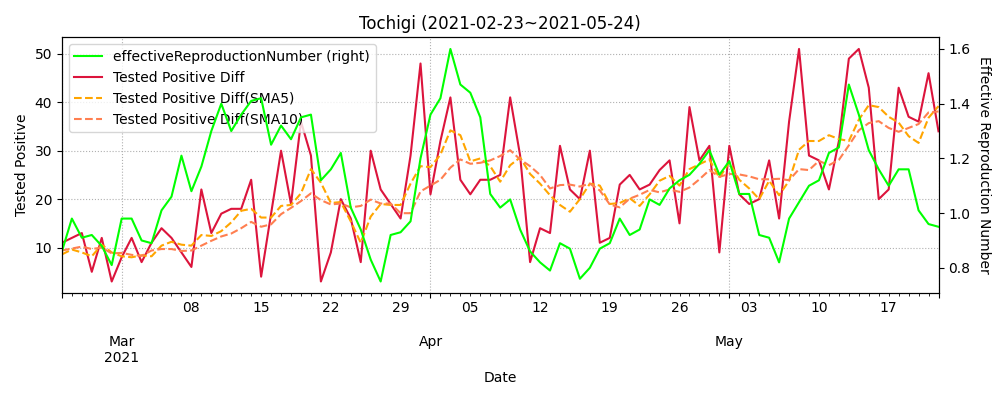 Tochigi (2021-02-23~2021-05-24)
effectiveReproductionNumber (right)
Tested Positive Diff
Tested Positive Diff(SMA5)
Tested Positive Diff(SMA10)
Tested Positive
50
40
30
20
10
1.6
1.4
1.2
1.0
0.8
Effective Reproduction Number
08 15 22 29 05 12 19 26 03 10 17
Mar Apr May
2021
Date